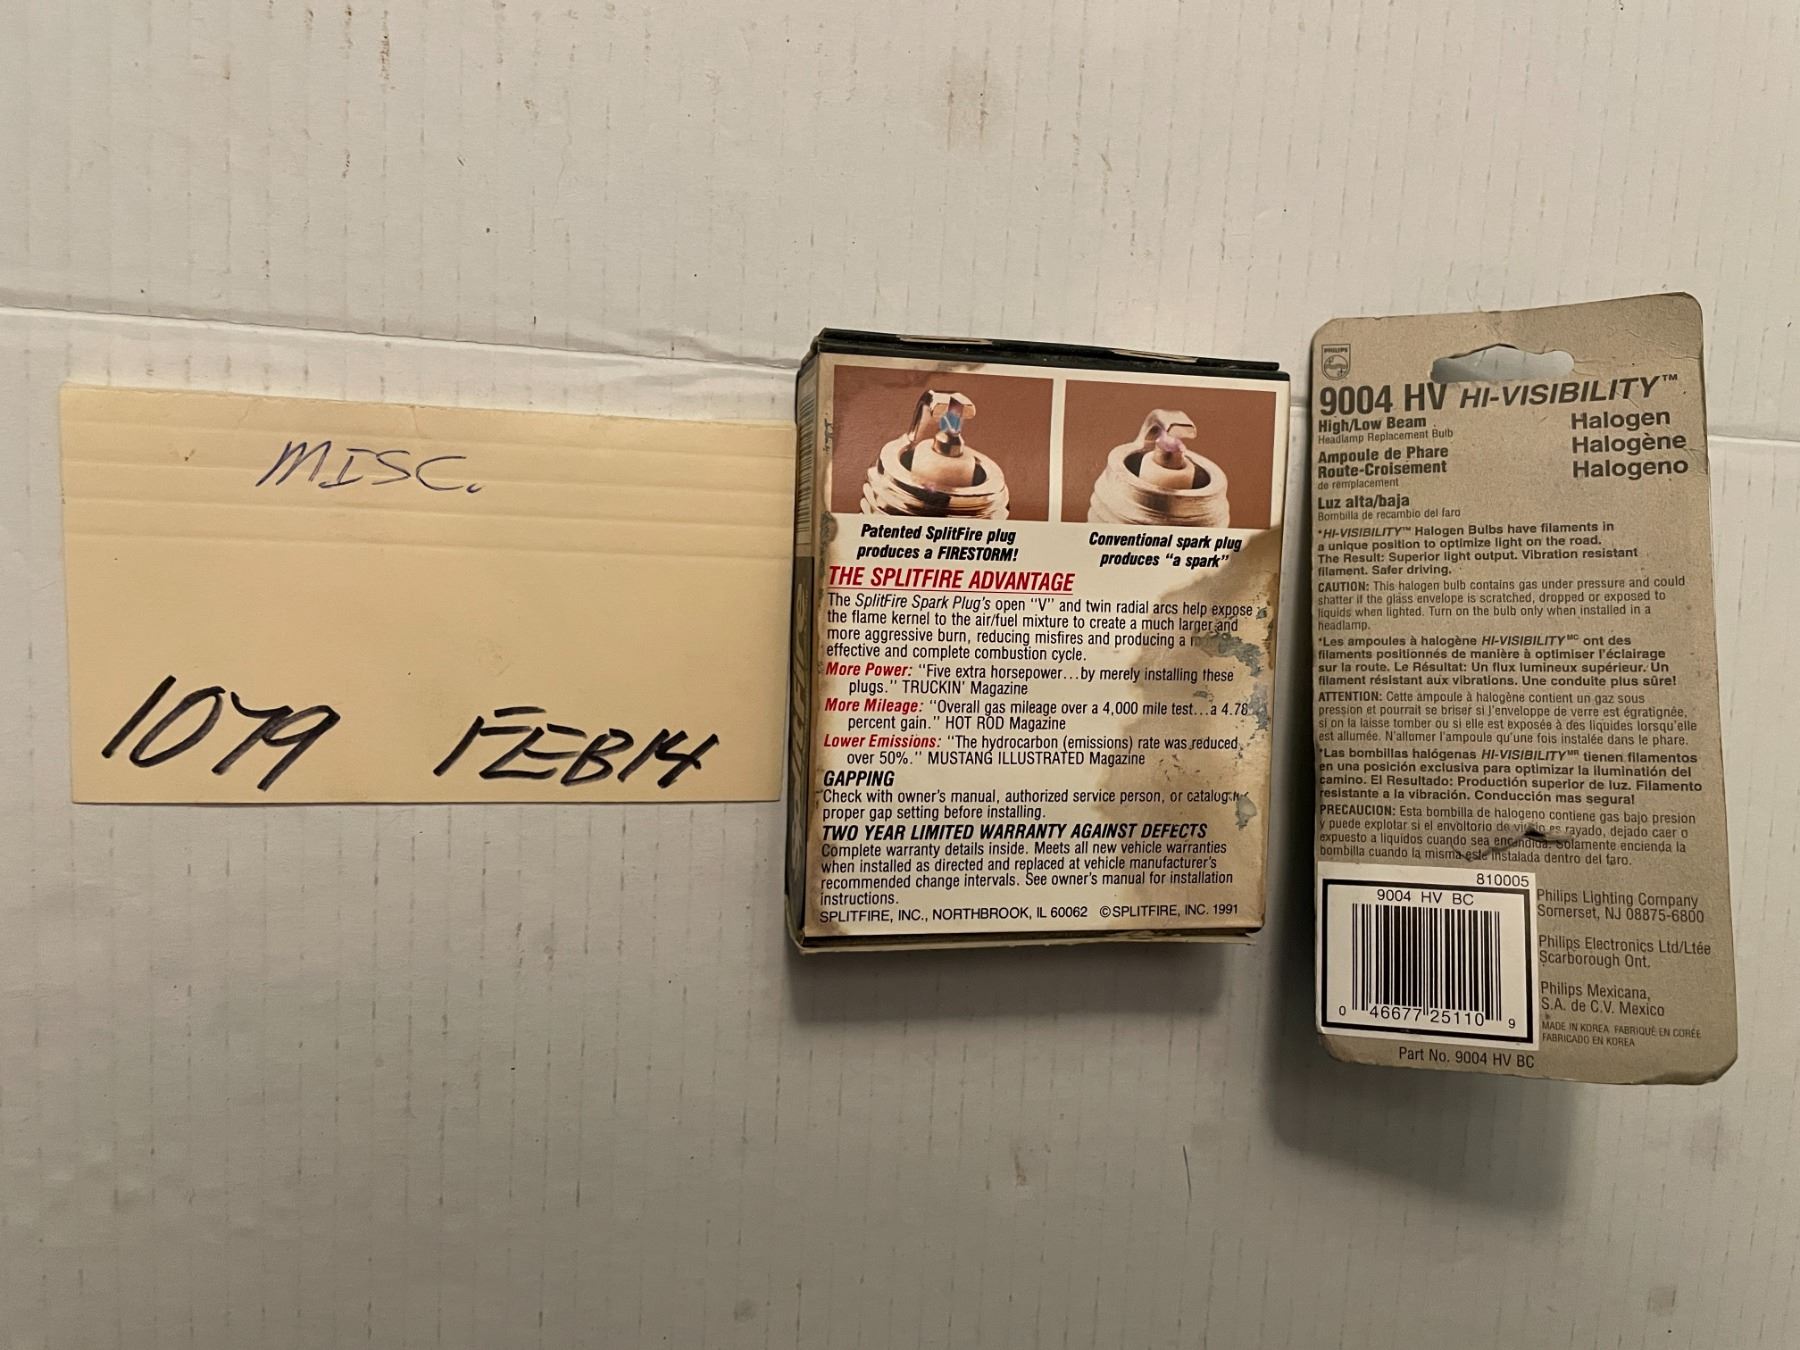 MISC.
1079 FEB14
Patented SplitFire plug
produces a FIRESTORM!
Conventional spark plug
produces "a spark"
THE SPLITFIRE ADVANTAGE
The SplitFire Spark Plug's open "V" and twin radial arcs help expose
the flame kernel to the air/fuel mixture to create a much larger and
more aggressive burn, reducing misfires and producing a
effective and complete combustion cycle.
More Power: "Five extra horsepower...by merely installing these
plugs." TRUCKIN' Magazine
More Mileage: "Overall gas mileage over a 4,000 mile test...a 4.78
percent gain." HOT ROD Magazine
Lower Emissions: "The hydrocarbon (emissions) rate was reduced
over 50%." MUSTANG ILLUSTRATED Magazine
GAPPING
Check with owner's manual, authorized service person, or catalog
proper gap setting before installing.
TWO YEAR LIMITED WARRANTY AGAINST DEFECTS
Complete warranty details inside. Meets all new vehicle warranties
when installed as directed and replaced at vehicle manufacturer's
recommended change intervals. See owner's manual for installation
instructions.
SPLITFIRE, INC., NORTHBROOK, IL 60062 © SPLITFIRE, INC. 1991
PHILIPS
9004 HV HI-VISIBILITY™
High/Low Beam
Headlamp Replacement Bulb
Ampoule de Phare
Route-Croisement
de remplacement
Luz alta/baja
Bombilla de recambio del faro
Halogen
Halogène
Halogeno
*HI-VISIBILITY™ Halogen Bulbs have filaments in
a unique position to optimize light on the road.
The Result: Superior light output. Vibration resistant
filament. Safer driving.
CAUTION: This halogen bulb contains gas under pressure and could
shatter if the glass envelope is scratched, dropped or exposed to
liquids when lighted. Turn on the bulb only when installed in a
headlamp.
*Les ampoules à halogène HI-VISIBILITY MC ont des
filaments positionnés de manière à optimiser l'éclairage
sur la route. Le Résultat: Un flux lumineux supérieur. Un
filament résistant aux vibrations. Une conduite plus sûre!
ATTENTION: Cette ampoule à halogène contient un gaz sous
pression et pourrait se briser si l'enveloppe de verre est égratignée,
si on la laisse tomber ou si elle est exposée à des liquides lorsqu'elle
est allumée. N'allumer l'ampoule qu'une fois instalée dans le phare.
*Las bombillas halógenas HI-VISIBILITY MR tienen filamentos
en una posición exclusiva para optimizar la ilumination del
camino. El Resultado: Producción superior de luz. Filamento
resistante a la vibración. Conducción mas segura!
PRECAUCION: Esta bombilla de halogeno contiene gas bajo presion
y puede explotar si el envoltorio de vidrio es rayado, dejado caer o
expuesto a liquidos cuando sea encendida. Solamente encienda la
bombilla cuando la misma este instalada dentro del faro.
810005
9004 HV BC
0 46677 25110 9
Philips Lighting Company
Somerset, NJ 08875-6800
Philips Electronics Ltd/Ltée
Scarborough Ont.
Philips Mexicana,
S.A. de C.V. Mexico
MADE IN KOREA FABRIQUÉ EN CORÉE
FABRICADO EN KOREA
Part No. 9004 HV BC